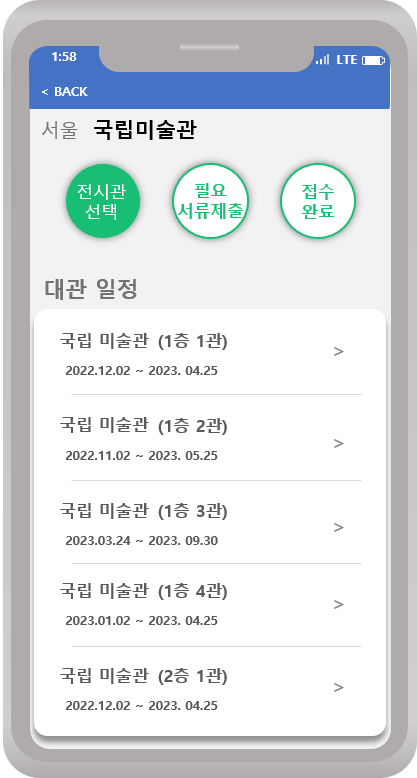 1:58 LTE
< BACK
서울 국립미술관
전시관 필요 접수
선택 서류제출 완료
대관 일정
국립 미술관 (1층 1관)
2022.12.02 ~ 2023. 04.25 >
국립 미술관 (1층 2관)
2022.11.02 ~ 2023. 05.25 >
국립 미술관 (1층 3관)
2023.03.24 ~ 2023. 09.30 >
국립 미술관 (1층 4관)
2023.01.02 ~ 2023. 04.25 >
국립 미술관 (2층 1관)
2022.12.02 ~ 2023. 04.25 >